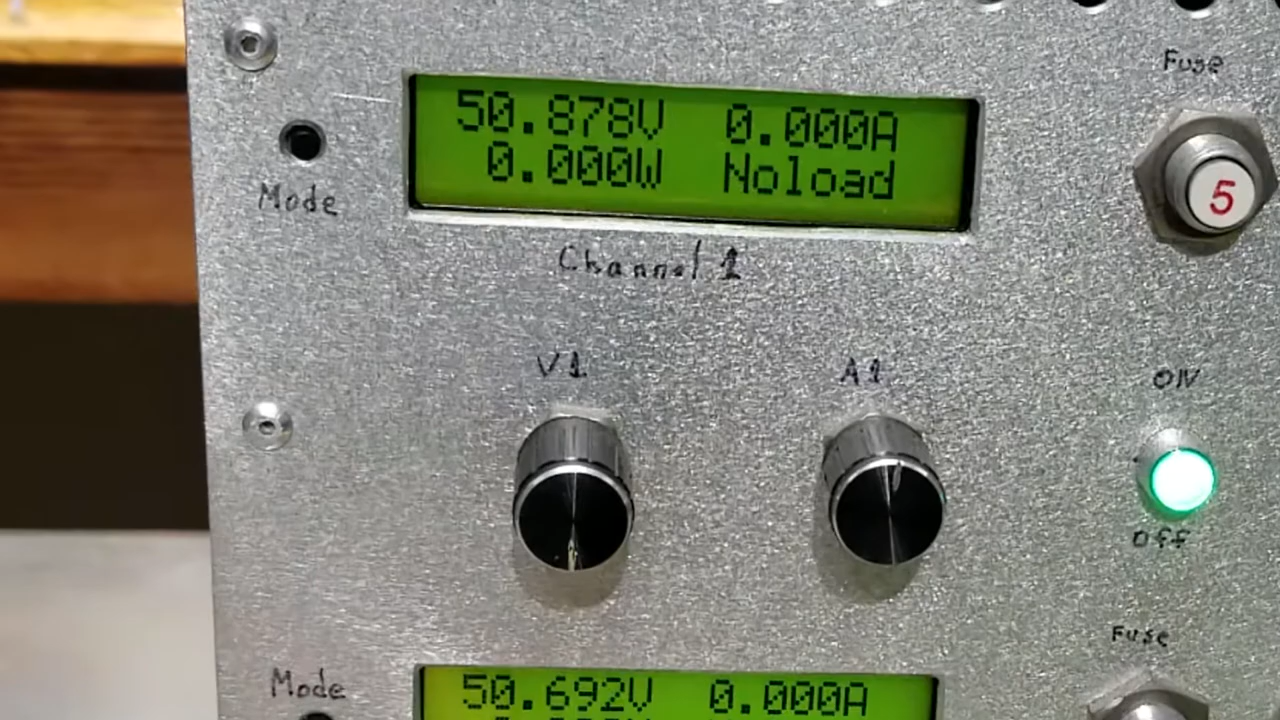 Fuse
50.878V 0.000A
0.000W Noload
5
Mode
Channel 1
V1 A1 ON
Off
Fuse
Mode
50.692V 0.000A